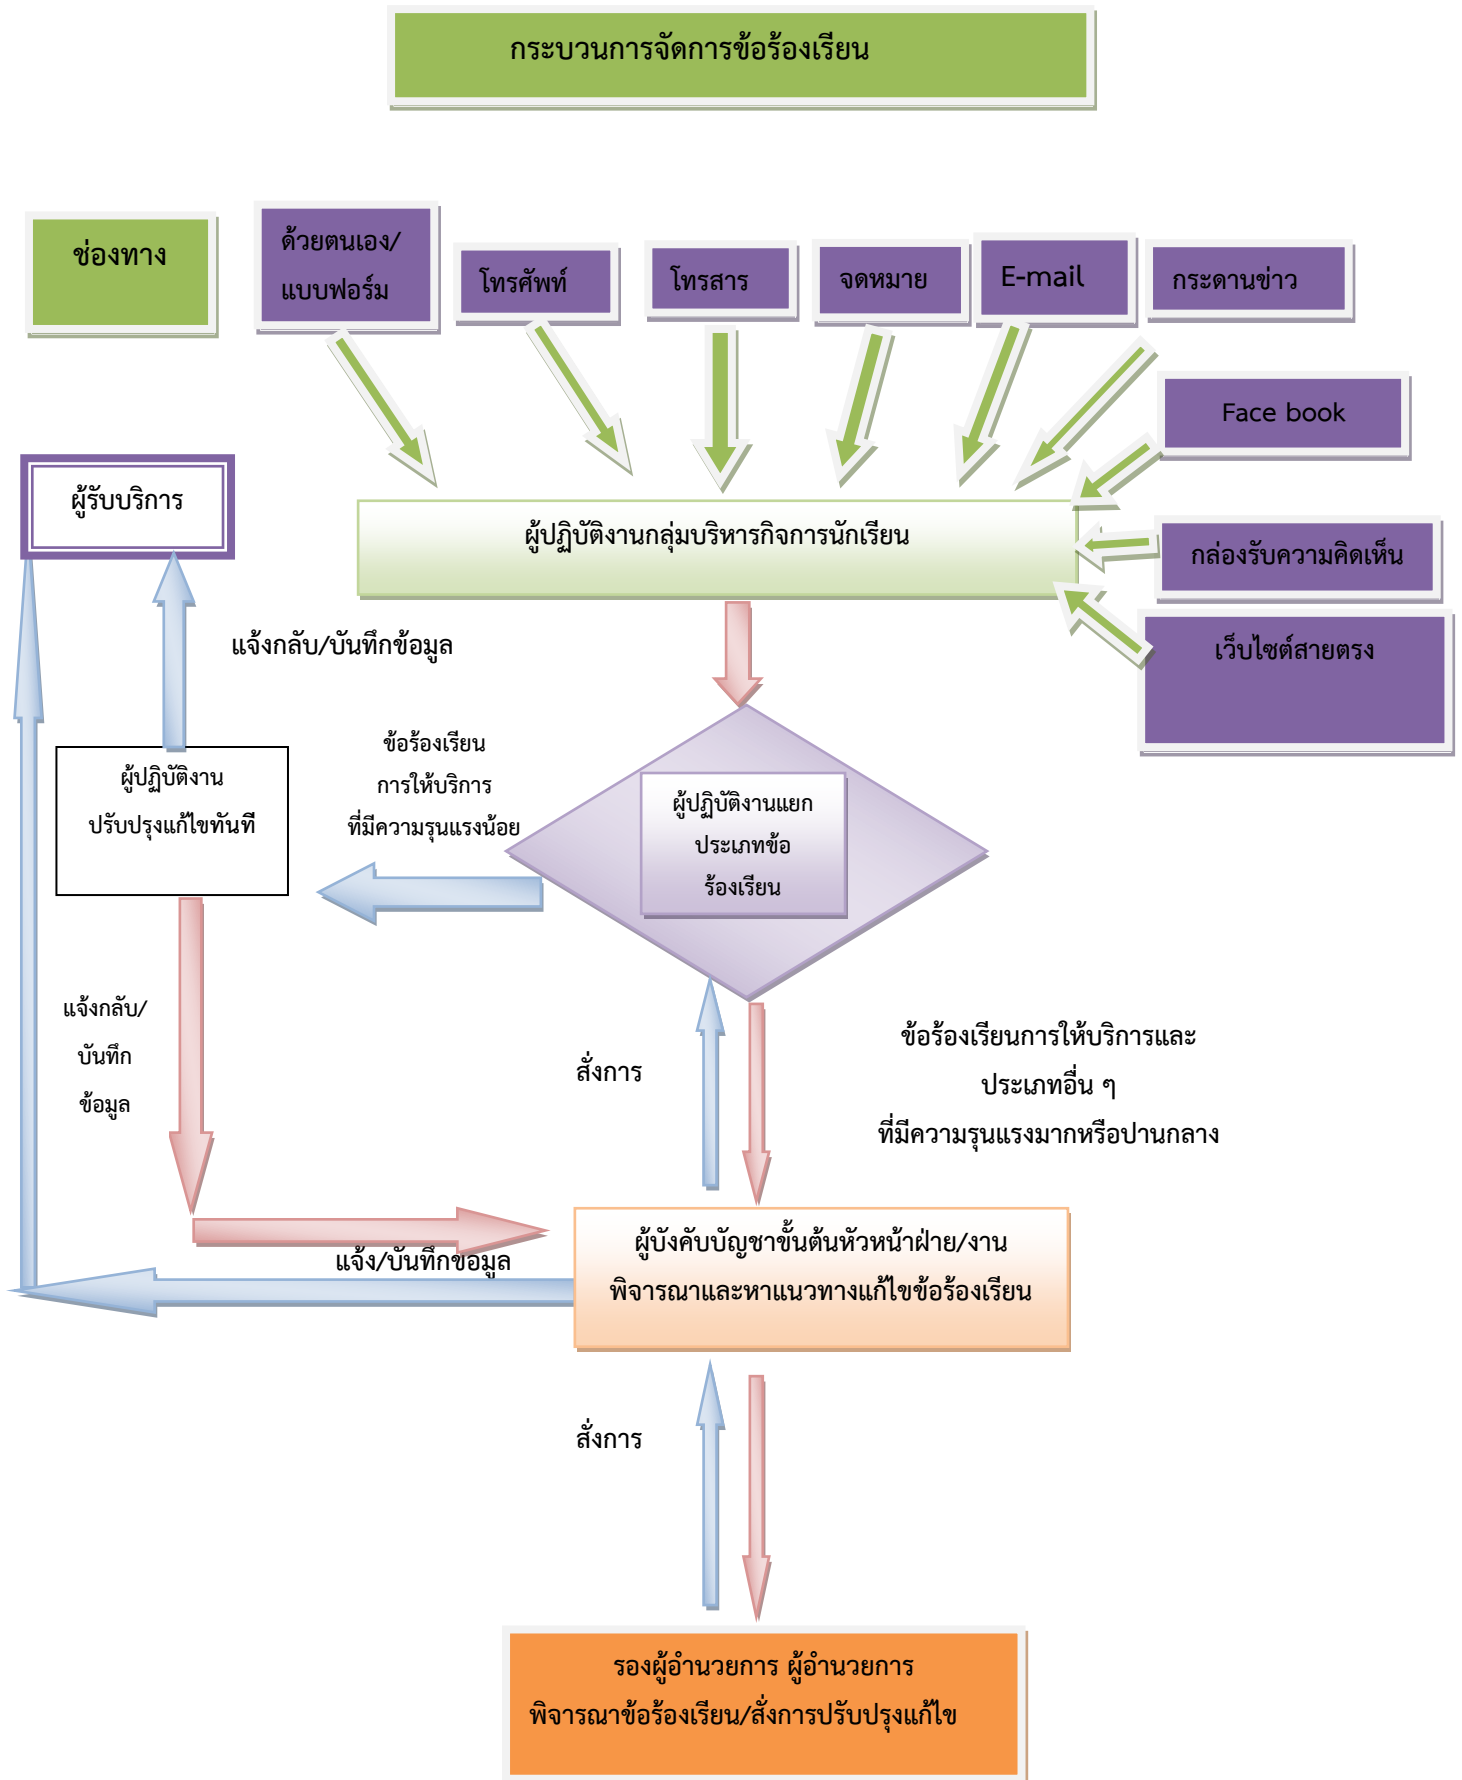 กระบวนการจัดการข้อร้องเรียน
ช่องทาง
ด้วยตนเอง/
แบบฟอร์ม
โทรศัพท์
โทรสาร
จดหมาย
E-mail
กระดานข่าว
Face book
กล่องรับความคิดเห็น
เว็บไซต์สายตรง
ผู้รับบริการ
ผู้ปฏิบัติงานกลุ่มบริหารกิจการนักเรียน
แจ้งกลับ/บันทึกข้อมูล
ข้อร้องเรียน
การให้บริการ
ที่มีความรุนแรงน้อย
ผู้ปฏิบัติงาน
ปรับปรุงแก้ไขทันที
ผู้ปฏิบัติงานแยก
ประเภทข้อ
ร้องเรียน
แจ้งกลับ/
บันทึก
ข้อมูล
สั่งการ
ข้อร้องเรียนการให้บริการและ
ประเภทอื่น ๆ
ที่มีความรุนแรงมากหรือปานกลาง
แจ้ง/บันทึกข้อมูล
ผู้บังคับบัญชาขั้นต้นหัวหน้าฝ่าย/งาน
พิจารณาและหาแนวทางแก้ไขข้อร้องเรียน
สั่งการ
รองผู้อำนวยการ ผู้อำนวยการ
พิจารณาข้อร้องเรียน/สั่งการปรับปรุงแก้ไข